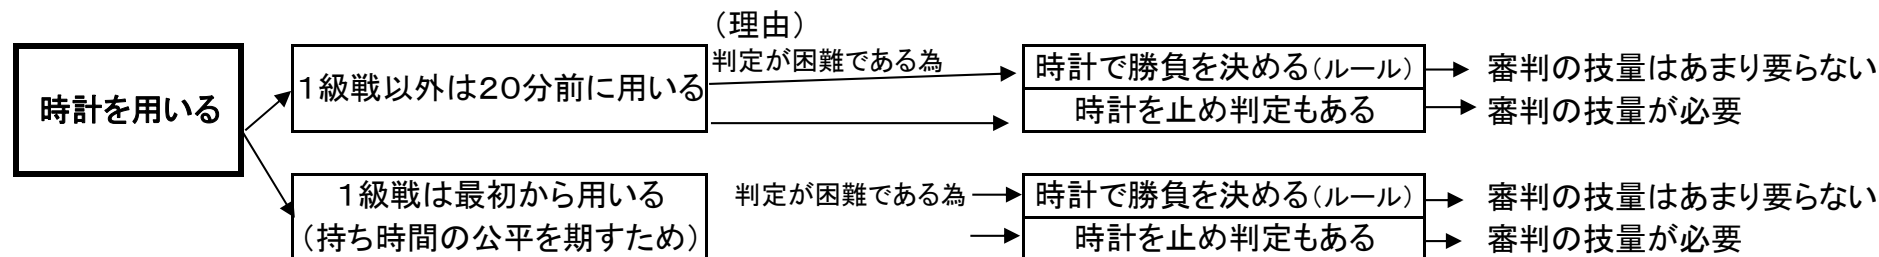 （理由）
判定が困難である為
時計を用いる
１級戦以外は２０分前に用いる
時計で勝負を決める（ルール）
審判の技量はあまり要らない
時計を止め判定もある
審判の技量が必要
１級戦は最初から用いる
（持ち時間の公平を期すため）
判定が困難である為
時計で勝負を決める（ルール）
審判の技量はあまり要らない
時計を止め判定もある
審判の技量が必要